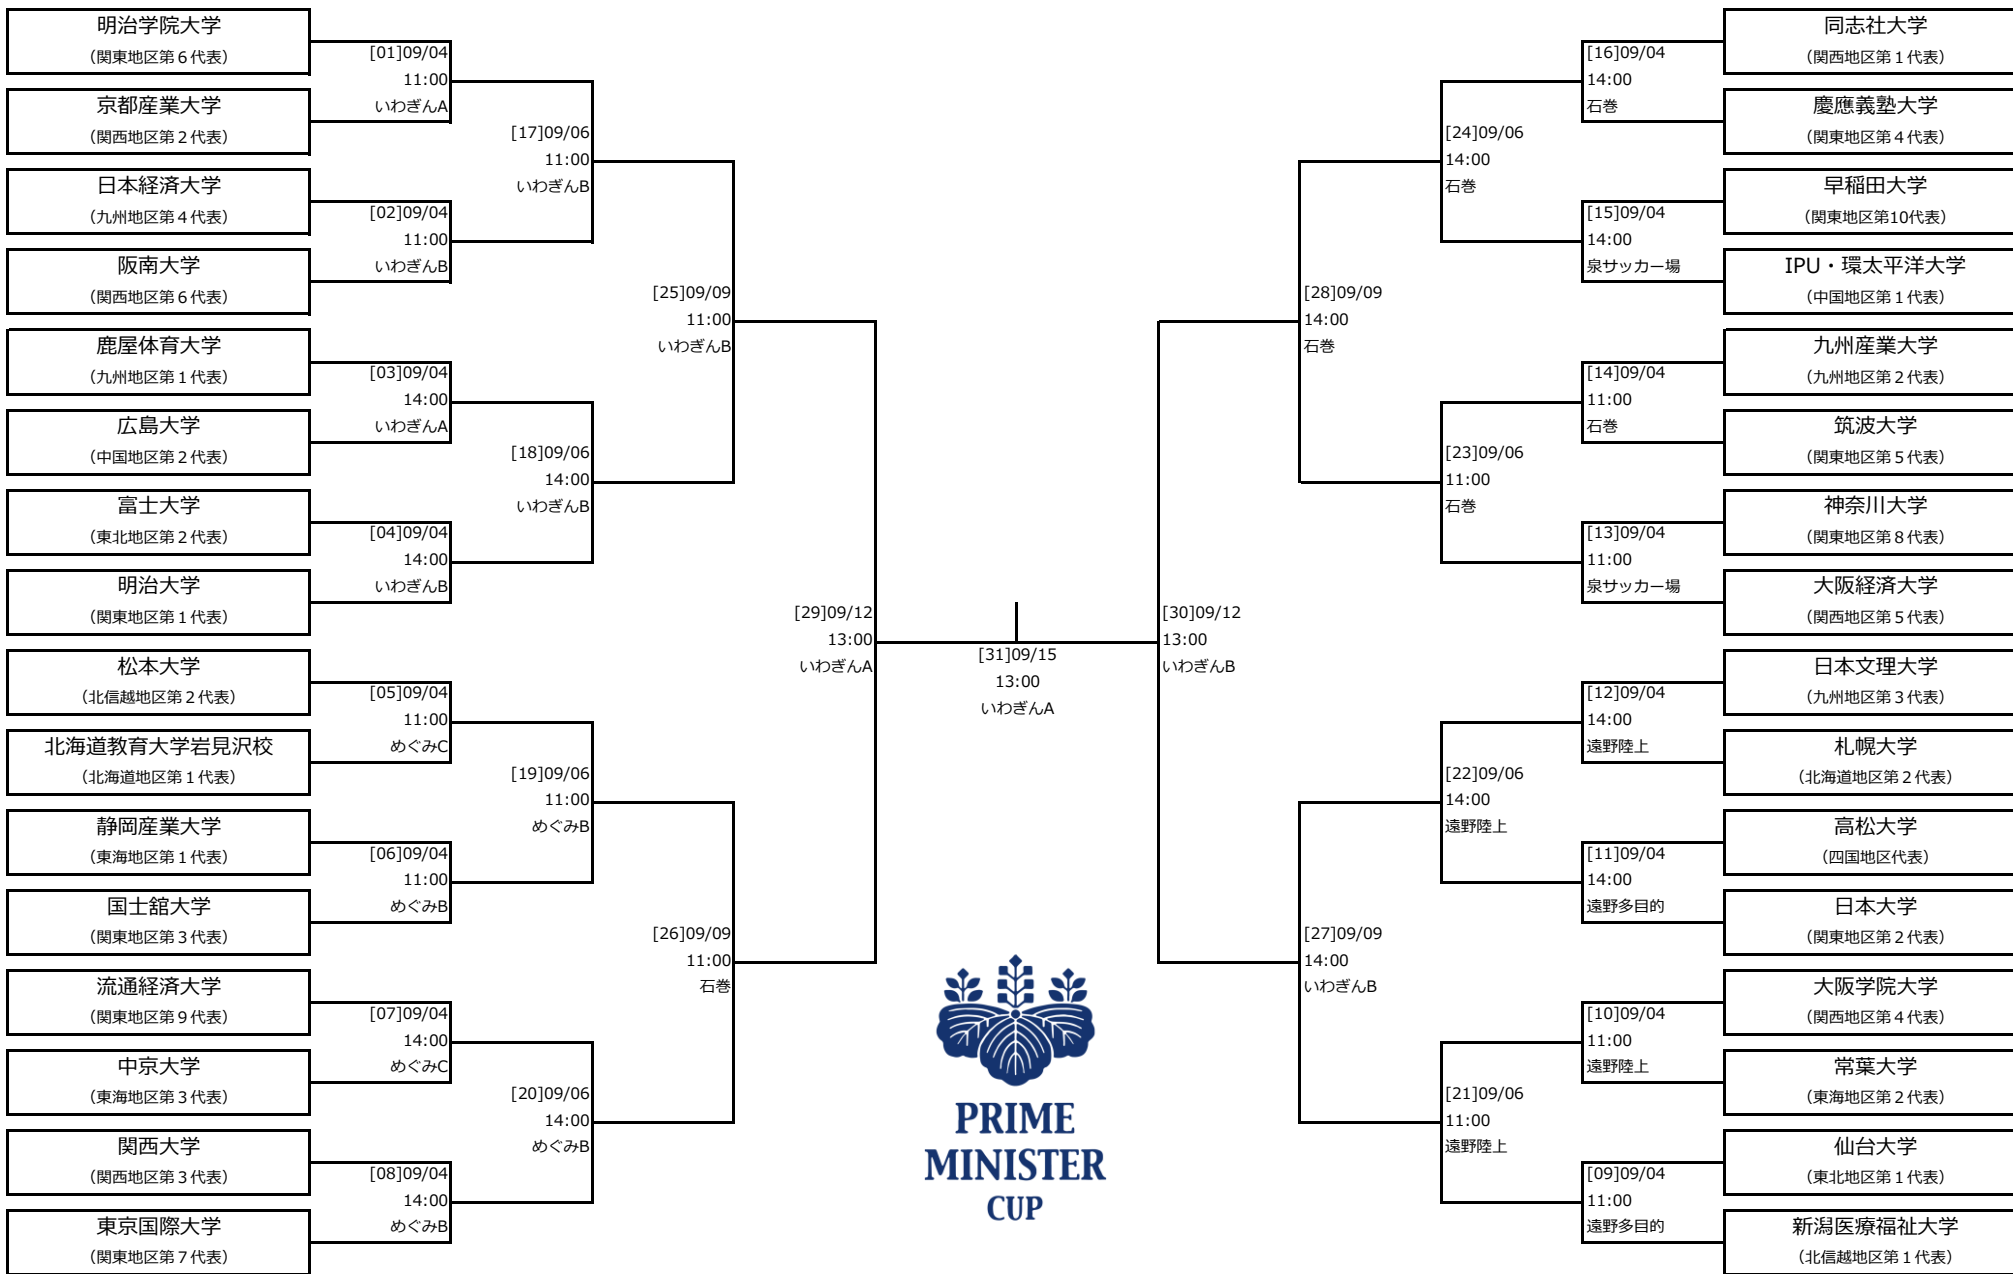 明治学院大学
（関東地区第６代表）
京都産業大学
（関西地区第２代表）
日本経済大学
（九州地区第４代表）
阪南大学
（関西地区第６代表）
鹿屋体育大学
（九州地区第１代表）
広島大学
（中国地区第２代表）
富士大学
（東北地区第２代表）
明治大学
（関東地区第１代表）
松本大学
（北信越地区第２代表）
北海道教育大学岩見沢校
（北海道地区第１代表）
静岡産業大学
（東海地区第１代表）
国士舘大学
（関東地区第３代表）
流通経済大学
（関東地区第９代表）
中京大学
（東海地区第３代表）
関西大学
（関西地区第３代表）
東京国際大学
（関東地区第７代表）
[01]09/04
11:00
いわぎんA
[02]09/04
11:00
いわぎんB
[03]09/04
14:00
いわぎんA
[04]09/04
14:00
いわぎんB
[05]09/04
11:00
めぐみC
[06]09/04
11:00
めぐみB
[07]09/04
14:00
めぐみC
[08]09/04
14:00
めぐみB
[17]09/06
11:00
いわぎんB
[18]09/06
14:00
いわぎんB
[19]09/06
11:00
めぐみB
[20]09/06
14:00
めぐみB
[25]09/09
11:00
いわぎんB
[26]09/09
11:00
石巻
[29]09/12
13:00
いわぎんA
[31]09/15
13:00
いわぎんA
PRIME
MINISTER
CUP
[30]09/12
13:00
いわぎんB
[28]09/09
14:00
石巻
[27]09/09
14:00
いわぎんB
[24]09/06
14:00
石巻
[23]09/06
11:00
石巻
[22]09/06
14:00
遠野陸上
[21]09/06
11:00
遠野陸上
[16]09/04
14:00
石巻
[15]09/04
14:00
泉サッカー場
[14]09/04
11:00
石巻
[13]09/04
11:00
泉サッカー場
[12]09/04
14:00
遠野陸上
[11]09/04
14:00
遠野多目的
[10]09/04
11:00
遠野陸上
[09]09/04
11:00
遠野多目的
同志社大学
（関西地区第１代表）
慶應義塾大学
（関東地区第４代表）
早稲田大学
（関東地区第10代表）
IPU・環太平洋大学
（中国地区第１代表）
九州産業大学
（九州地区第２代表）
筑波大学
（関東地区第５代表）
神奈川大学
（関東地区第８代表）
大阪経済大学
（関西地区第５代表）
日本文理大学
（九州地区第３代表）
札幌大学
（北海道地区第２代表）
高松大学
（四国地区代表）
日本大学
（関東地区第２代表）
大阪学院大学
（関西地区第４代表）
常葉大学
（東海地区第２代表）
仙台大学
（東北地区第１代表）
新潟医療福祉大学
（北信越地区第１代表）